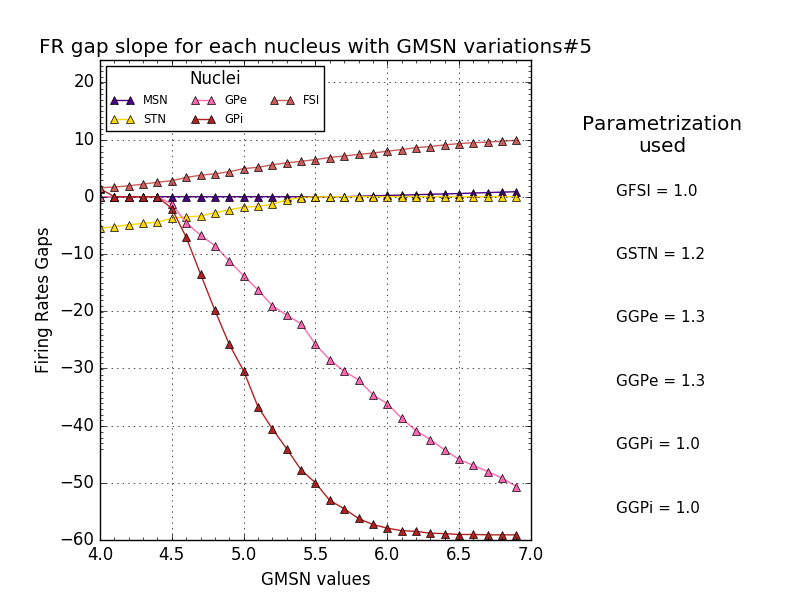 FR gap slope for each nucleus with GMSN variations#5
Nuclei
MSN GPe FSI
STN GPi
20
10
0
−10
−20
−30
−40
−50
−60
Firing Rates Gaps
4.0 4.5 5.0 5.5 6.0 6.5 7.0
GMSN values
Parametrization
used
GFSI = 1.0
GSTN = 1.2
GGPe = 1.3
GGPe = 1.3
GGPi = 1.0
GGPi = 1.0